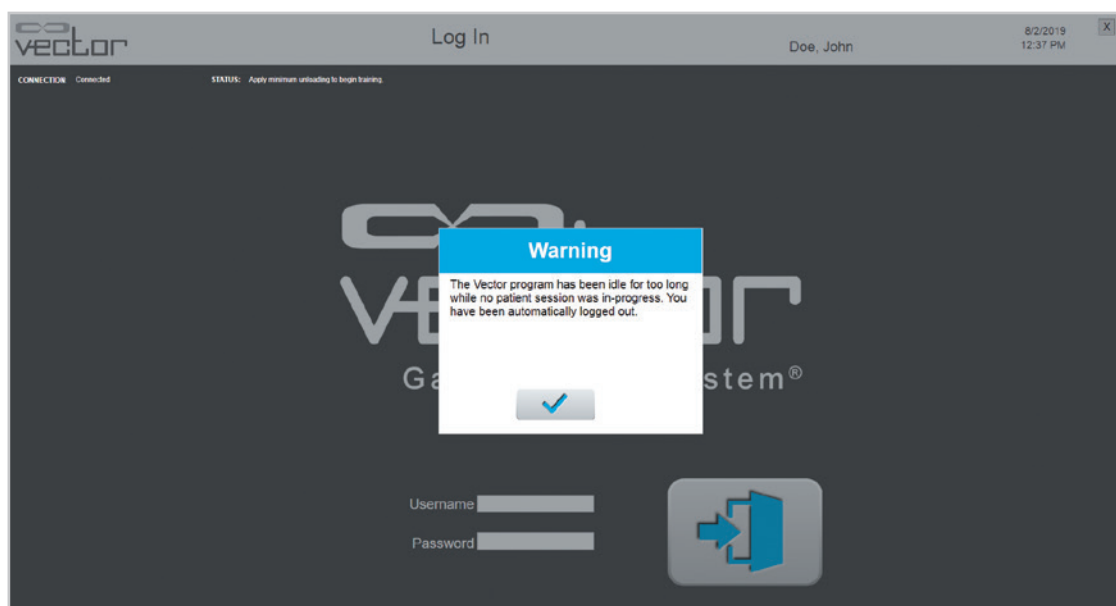 vector
Log In
Doe, John
8/2/2019
12:37 PM
X
CONNECTION Connected
STATUS: Apply minimum unloading to begin training.
Warning
The Vector program has been idle for too long
while no patient session was in-progress. You
have been automatically logged out.
Ga
stem®
Username
Password